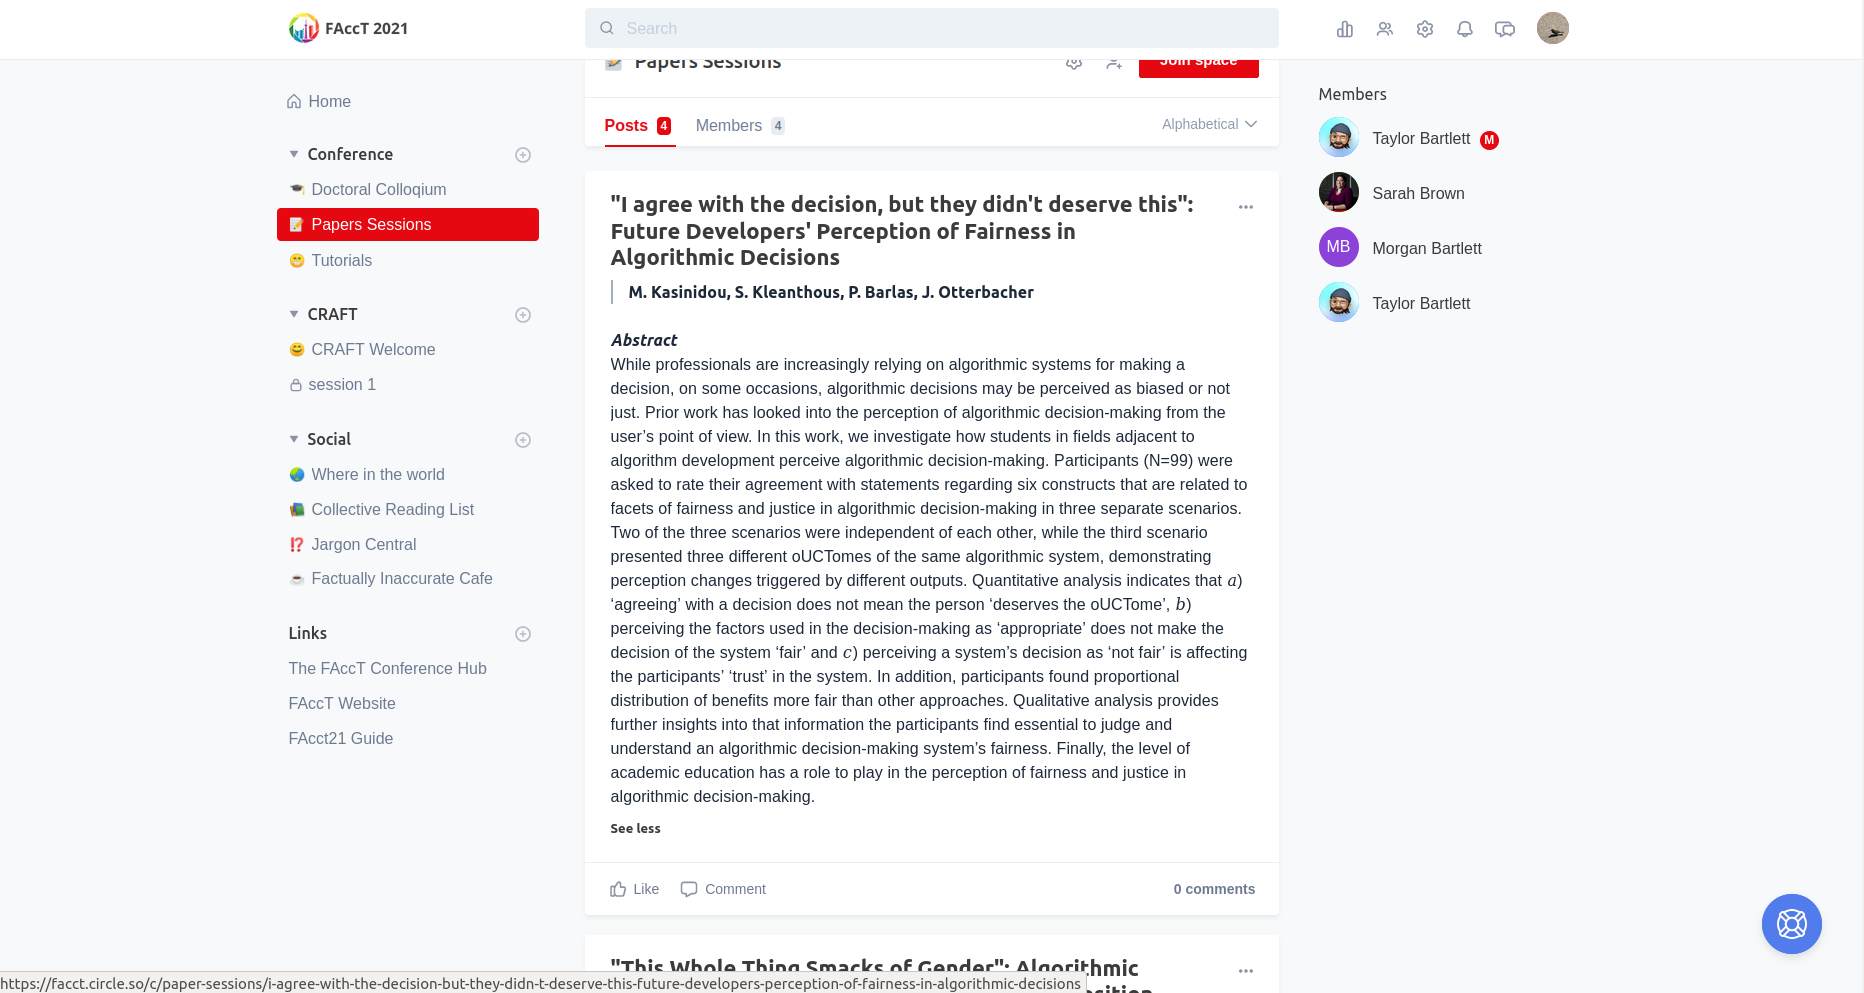 FAccT 2021
Search
Home
Conference
Doctoral Colloqium
Papers Sessions
Tutorials
CRAFT
CRAFT Welcome
session 1
Social
Where in the world
Collective Reading List
Jargon Central
Factually Inaccurate Cafe
Links
The FAccT Conference Hub
FAccT Website
FAcct21 Guide
Papers Sessions
Join space
Posts 4 Members 4
Alphabetical
"I agree with the decision, but they didn't deserve this":
Future Developers' Perception of Fairness in
Algorithmic Decisions
M. Kasinidou, S. Kleanthous, P. Barlas, J. Otterbacher
Abstract
While professionals are increasingly relying on algorithmic systems for making a
decision, on some occasions, algorithmic decisions may be perceived as biased or not
just. Prior work has looked into the perception of algorithmic decision-making from the
user’s point of view. In this work, we investigate how students in fields adjacent to
algorithm development perceive algorithmic decision-making. Participants (N=99) were
asked to rate their agreement with statements regarding six constructs that are related to
facets of fairness and justice in algorithmic decision-making in three separate scenarios.
Two of the three scenarios were independent of each other, while the third scenario
presented three different oUCTomes of the same algorithmic system, demonstrating
perception changes triggered by different outputs. Quantitative analysis indicates that a)
‘agreeing’ with a decision does not mean the person ‘deserves the oUCTome’, b)
perceiving the factors used in the decision-making as ‘appropriate’ does not make the
decision of the system ‘fair’ and c) perceiving a system’s decision as ‘not fair’ is affecting
the participants’ ‘trust’ in the system. In addition, participants found proportional
distribution of benefits more fair than other approaches. Qualitative analysis provides
further insights into that information the participants find essential to judge and
understand an algorithmic decision-making system’s fairness. Finally, the level of
academic education has a role to play in the perception of fairness and justice in
algorithmic decision-making.
See less
Like Comment
0 comments
"This Whole Thing Smacks of Gender": Algorithmic
Members
Taylor Bartlett M
Sarah Brown
MB Morgan Bartlett
Taylor Bartlett
https://facct.circle.so/c/paper-sessions/i-agree-with-the-decision-but-they-didn-t-deserve-this-future-developers-perception-of-fairness-in-algorithmic-decisions